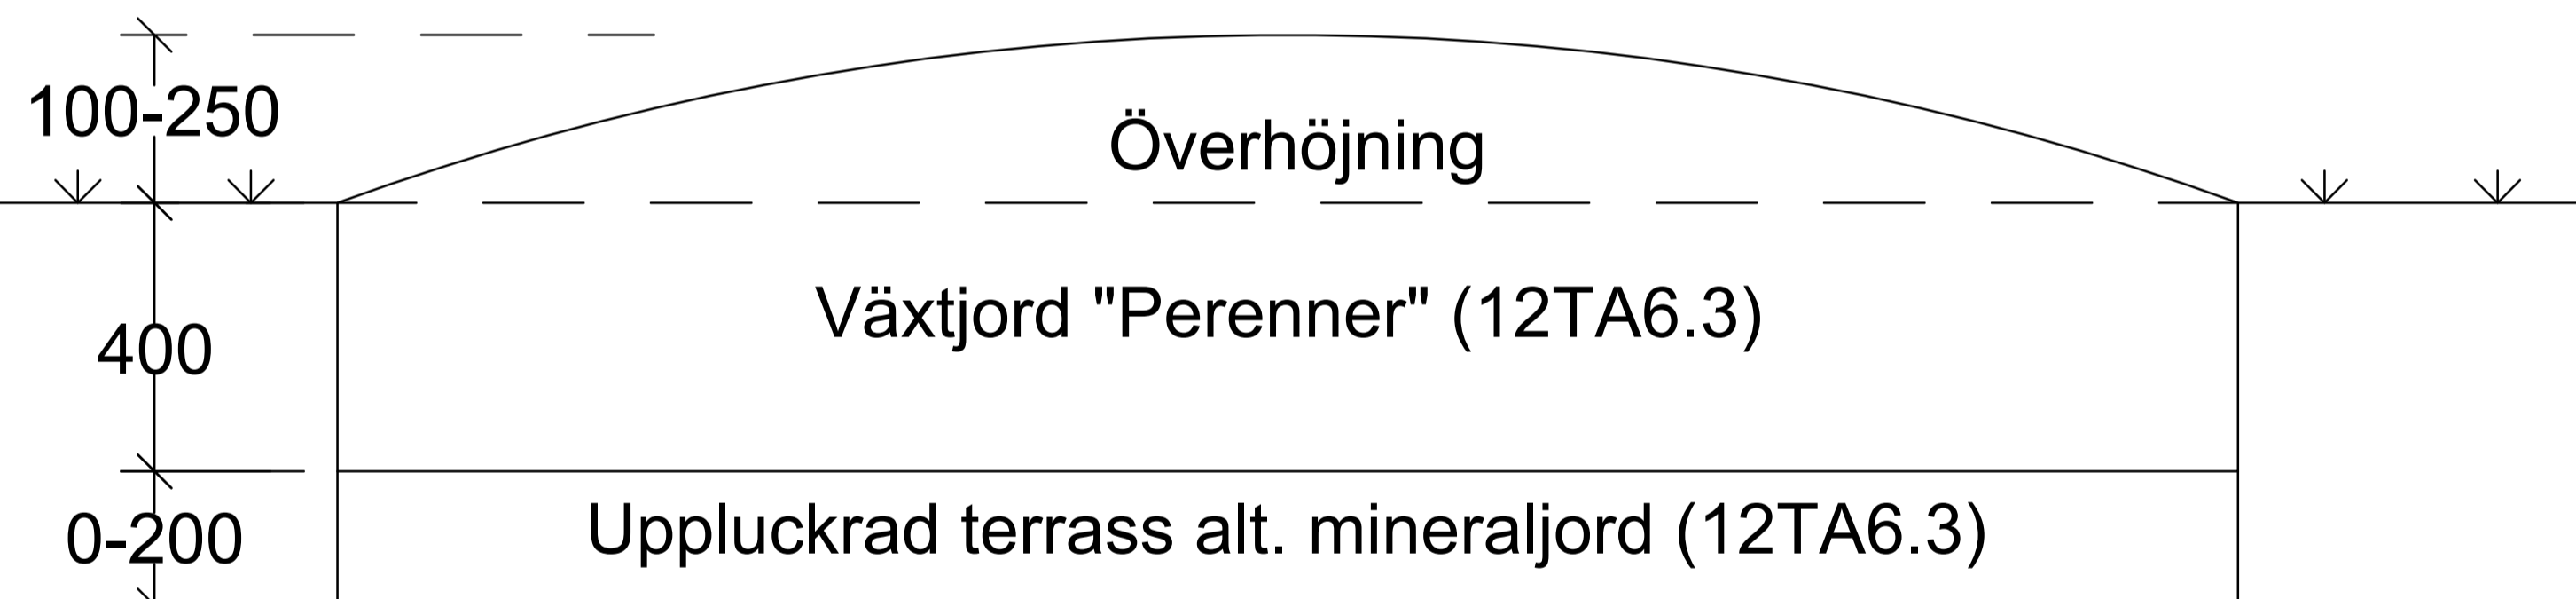 100-250
Överhöjning
Växtjord "Perenner" (12TA6.3)
400
Uppluckrad terrass alt. mineraljord (12TA6.3)
0-200